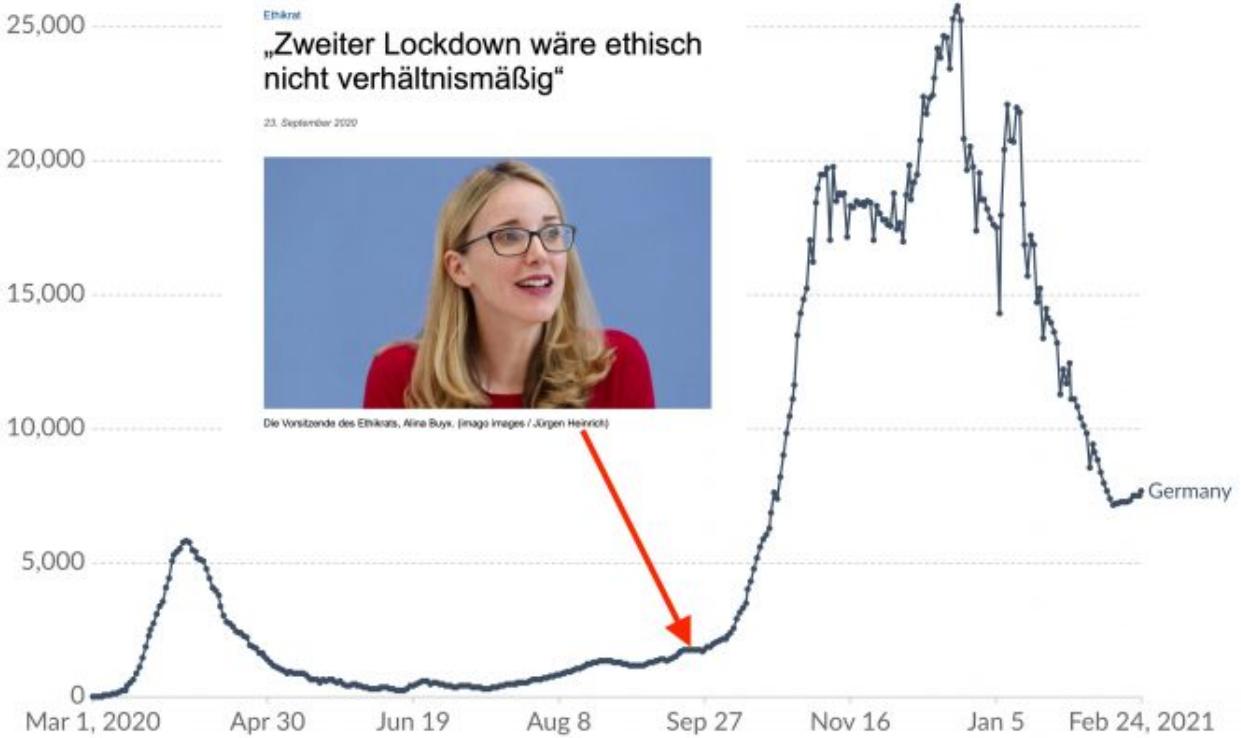 Ethikrat
„Zweiter Lockdown wäre ethisch
nicht verhältnismäßig“
23. September 2020
Die Vorsitzende des Ethikrats, Alina Buyx. (imago images / Jürgen Heinrich)
25,000
20,000
15,000
10,000
5,000
0
Germany
Mar 1, 2020 Apr 30 Jun 19 Aug 8 Sep 27 Nov 16 Jan 5 Feb 24, 2021